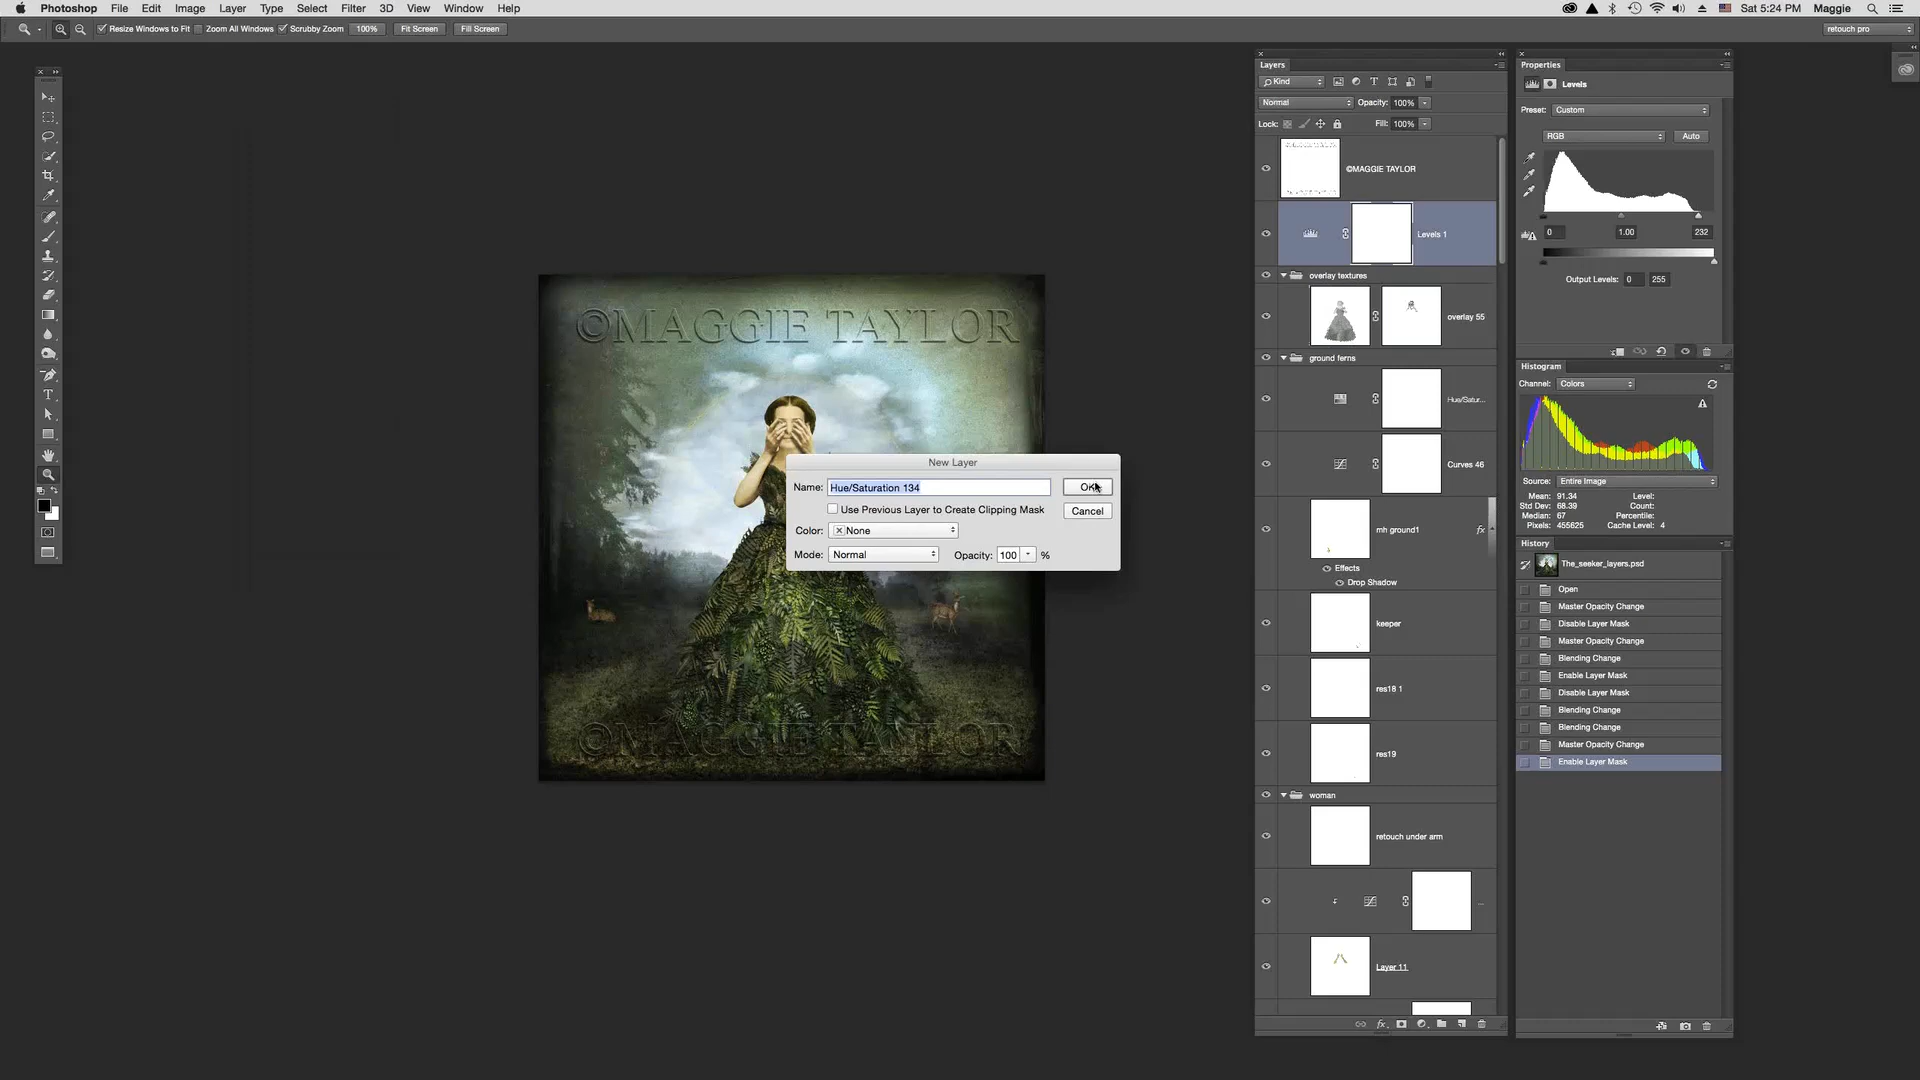 Photoshop File Edit Image Layer Type Select Filter 3D View Window Help
Sat 5:24 PM Maggie
Resize Windows to Fit Zoom All Windows Scrubby Zoom 100% Fit Screen Fill Screen
retouch pro
©MAGGIE TAYLOR
©MAGGIE TAYLOR
New Layer
Name: Hue/Saturation 134
OK
Use Previous Layer to Create Clipping Mask
Cancel
Color: None
Mode: Normal Opacity: 100 %
Layers
Kind
Normal Opacity: 100%
Lock: Fill: 100%
©MAGGIE TAYLOR
Levels 1
overlay textures
overlay 55
ground ferns
Hue/Satur...
Curves 46
mh ground1 fx
Effects
Drop Shadow
keeper
res18 1
res19
woman
retouch under arm
...
Layer 11
fx
Properties
Levels
Preset: Custom
RGB Auto
0 1.00 232
Output Levels: 0 255
Histogram
Channel: Colors
Source: Entire Image
Mean: 91.34 Level:
Std Dev: 68.39 Count:
Median: 67 Percentile:
Pixels: 455625 Cache Level: 4
History
The_seeker_layers.psd
Open
Master Opacity Change
Disable Layer Mask
Master Opacity Change
Blending Change
Enable Layer Mask
Disable Layer Mask
Blending Change
Blending Change
Master Opacity Change
Enable Layer Mask